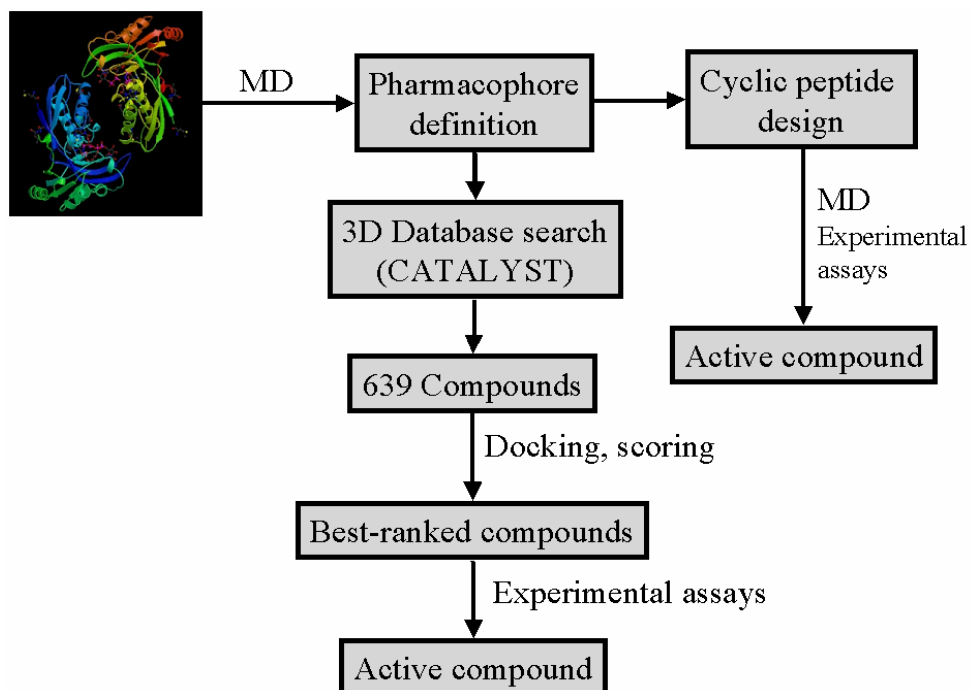 MD
Pharmacophore
definition
Cyclic peptide
design
MD
Experimental
assays
Active compound
3D Database search
(CATALYST)
639 Compounds
Docking, scoring
Best-ranked compounds
Experimental assays
Active compound